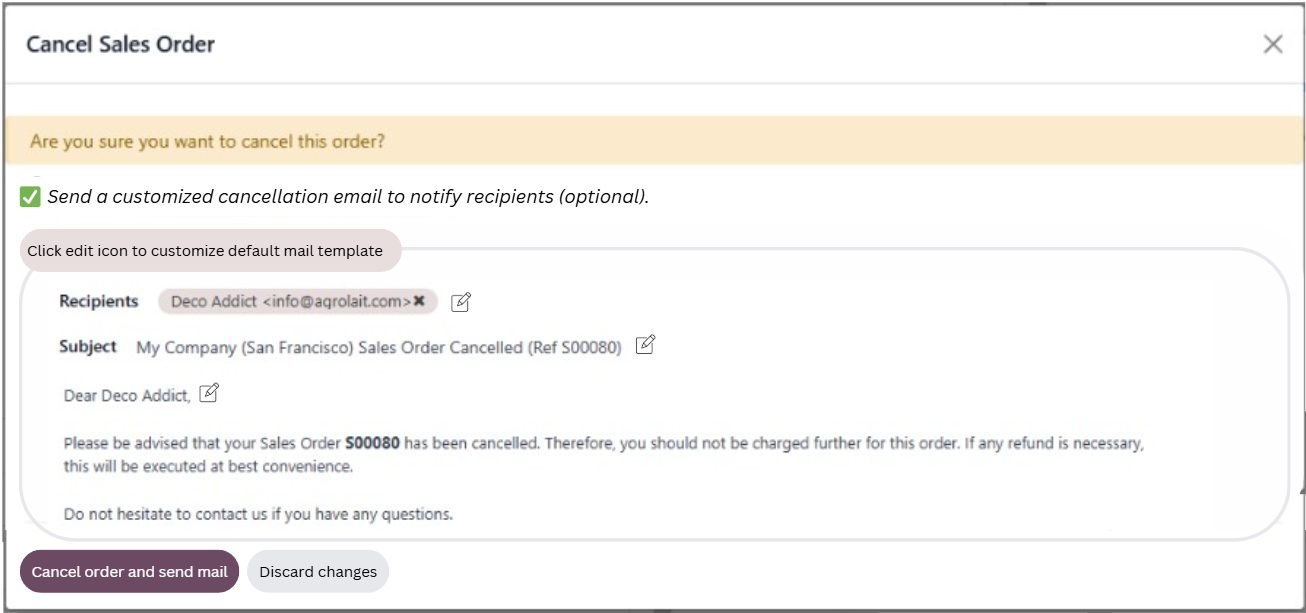 Cancel Sales Order
Are you sure you want to cancel this order?
Send a customized cancellation email to notify recipients (optional).
Click edit icon to customize default mail template
Recipients Deco Addict <info@agrolait.com>✖
Subject My Company (San Francisco) Sales Order Cancelled (Ref S00080)
Dear Deco Addict,
Please be advised that your Sales Order S00080 has been cancelled. Therefore, you should not be charged further for this order. If any refund is necessary,
this will be executed at best convenience.
Do not hesitate to contact us if you have any questions.
Cancel order and send mail Discard changes